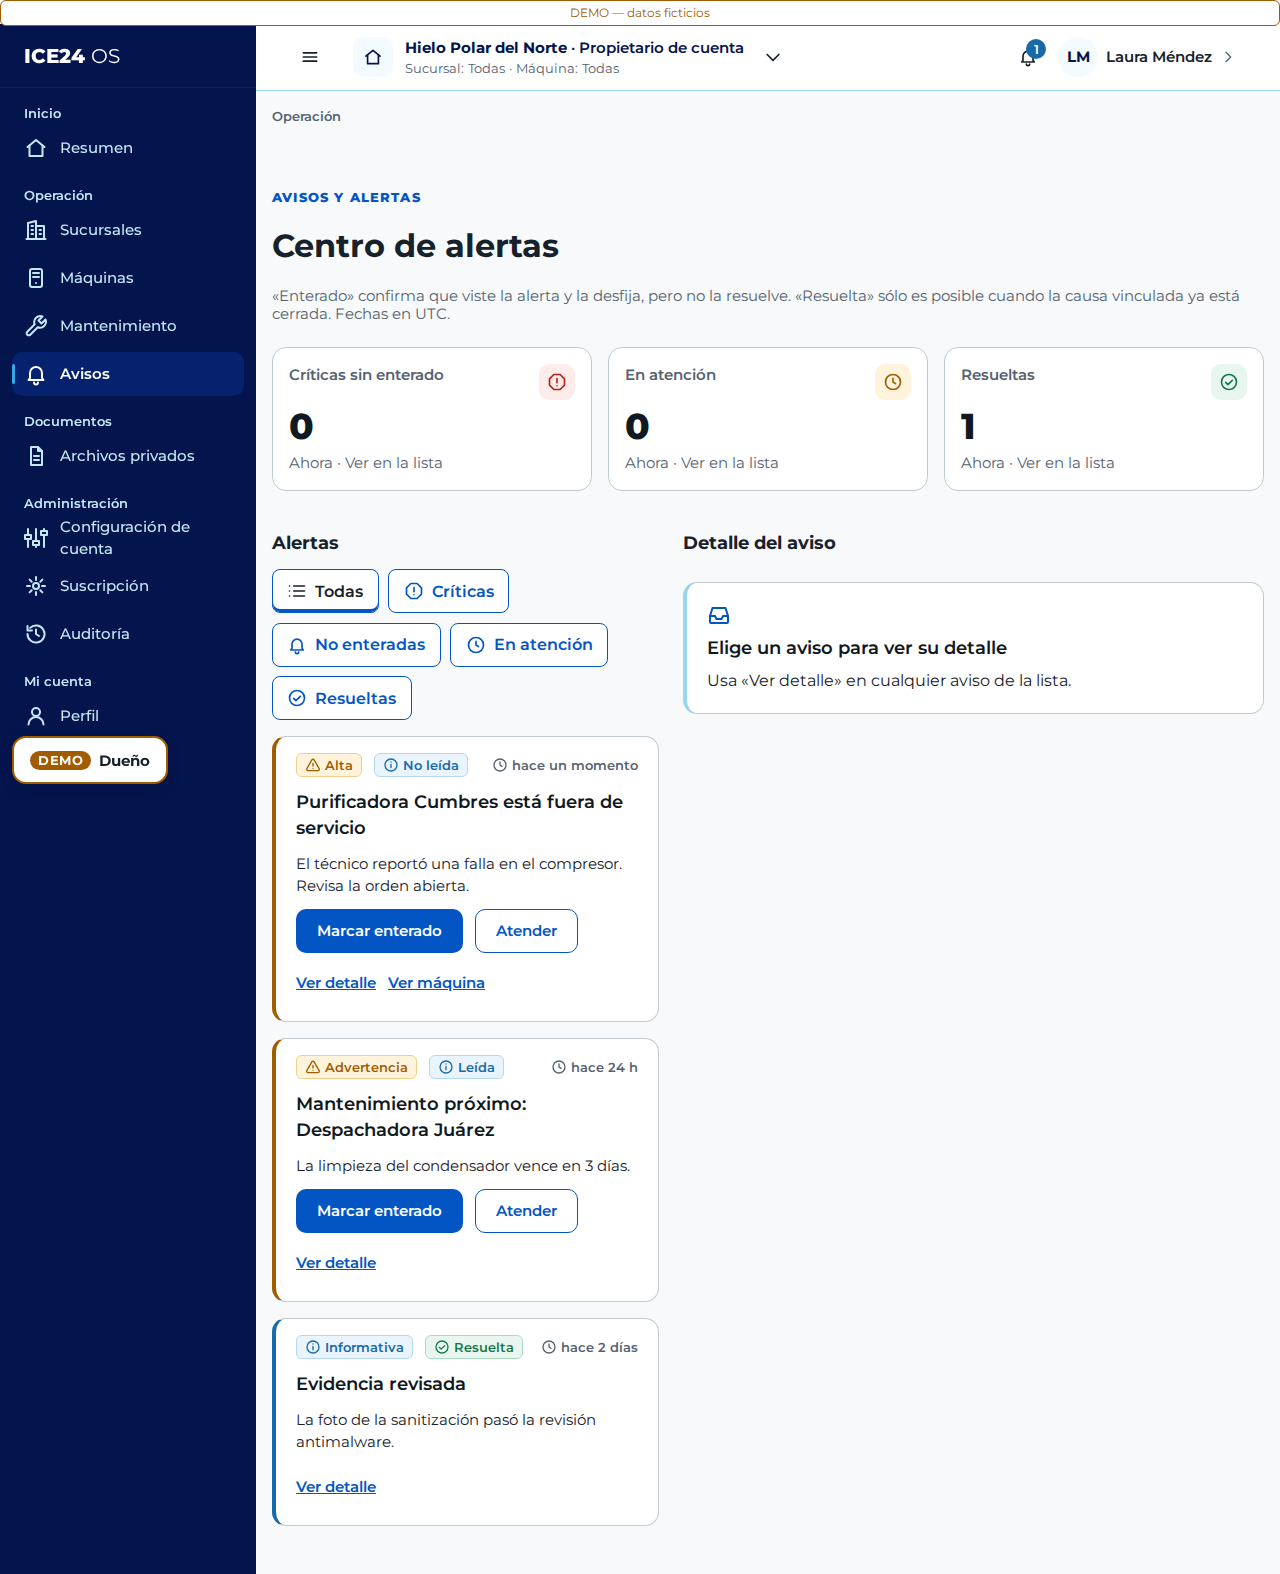 DEMO — datos ficticios
ICE24 OS
Inicio
Resumen
Operación
Sucursales
Máquinas
Mantenimiento
Avisos
Documentos
Archivos privados
Administración
Configuración de
cuenta
Suscripción
Auditoría
Mi cuenta
Perfil
DEMO Dueño
Hielo Polar del Norte · Propietario de cuenta
Sucursal: Todas · Máquina: Todas
1
LM Laura Méndez
Operación
AVISOS Y ALERTAS
Centro de alertas
«Enterado» confirma que viste la alerta y la desfija, pero no la resuelve. «Resuelta» sólo es posible cuando la causa vinculada ya está
cerrada. Fechas en UTC.
Críticas sin enterado
0
Ahora · Ver en la lista
En atención
0
Ahora · Ver en la lista
Resueltas
1
Ahora · Ver en la lista
Alertas
Todas Críticas
No enteradas En atención
Resueltas
Alta No leída hace un momento
Purificadora Cumbres está fuera de
servicio
El técnico reportó una falla en el compresor.
Revisa la orden abierta.
Marcar enterado Atender
Ver detalle Ver máquina
Advertencia Leída hace 24 h
Mantenimiento próximo:
Despachadora Juárez
La limpieza del condensador vence en 3 días.
Marcar enterado Atender
Ver detalle
Informativa Resuelta hace 2 días
Evidencia revisada
La foto de la sanitización pasó la revisión
antimalware.
Ver detalle
Detalle del aviso
Elige un aviso para ver su detalle
Usa «Ver detalle» en cualquier aviso de la lista.